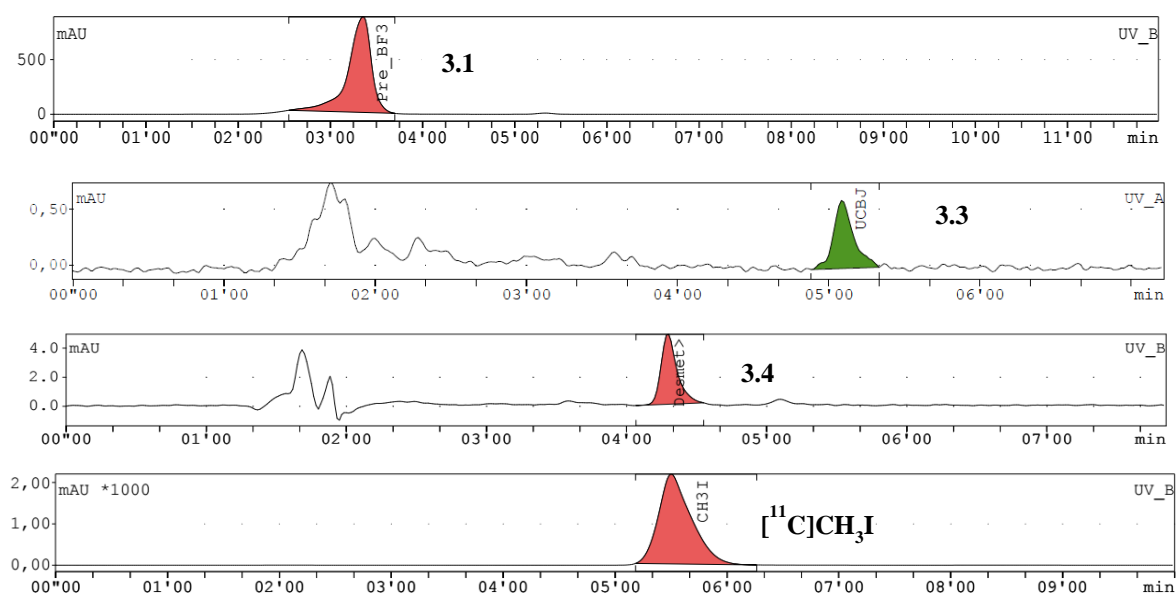 mAU UV_B
500
0
Pre_BF3
3.1
00'00 01'00 02'00 03'00 04'00 05'00 06'00 07'00 08'00 09'00 10'00 11'00 min
mAU UV_A
0,50
0,00
UCBJ
3.3
00'00 01'00 02'00 03'00 04'00 05'00 06'00 min
mAU UV_B
4.0
2.0
0.0
Desmet>
3.4
00'00 01'00 02'00 03'00 04'00 05'00 06'00 07'00 min
mAU *1000 UV_B
2,00
1,00
0,00
CH3I
[¹¹C]CH₃I
00'00 01'00 02'00 03'00 04'00 05'00 06'00 07'00 08'00 09'00 min